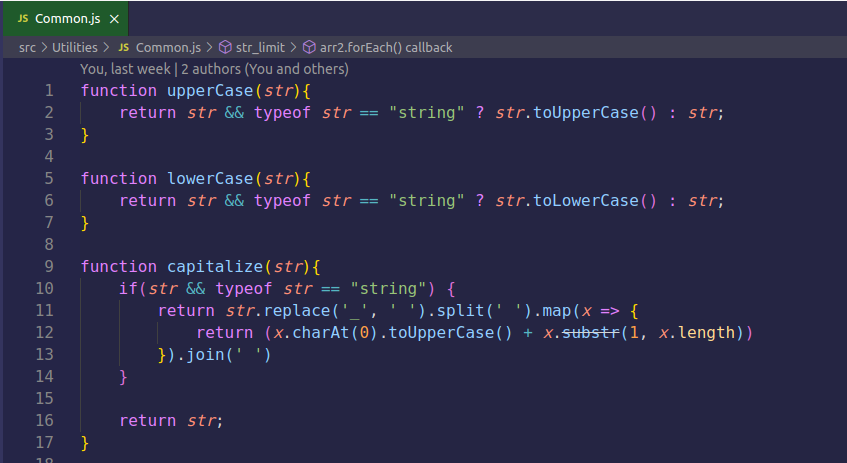 JS Common.js ×
src > Utilities > JS Common.js > str_limit > arr2.forEach() callback
You, last week | 2 authors (You and others)
1 function upperCase(str){
2     return str && typeof str == "string" ? str.toUpperCase() : str;
3 }
4
5 function lowerCase(str){
6     return str && typeof str == "string" ? str.toLowerCase() : str;
7 }
8
9 function capitalize(str){
10     if(str && typeof str == "string") {
11         return str.replace('_', ' ').split(' ').map(x => {
12             return (x.charAt(0).toUpperCase() + x.substr(1, x.length))
13         }).join(' ')
14     }
15
16     return str;
17 }
18